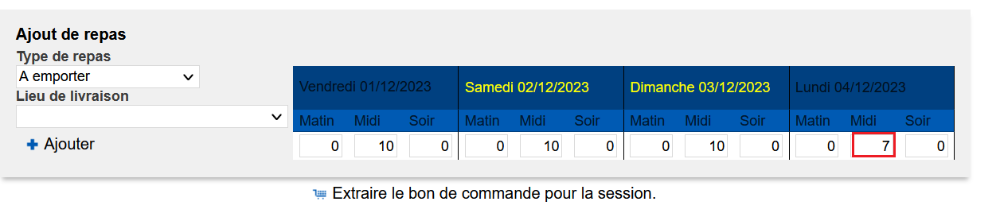 Ajout de repas
Type de repas
A emporter
Lieu de livraison
Ajouter
Vendredi 01/12/2023 Samedi 02/12/2023 Dimanche 03/12/2023 Lundi 04/12/2023
Matin Midi Soir Matin Midi Soir Matin Midi Soir Matin Midi Soir
0 10 0 0 10 0 0 10 0 0 7 0
Extraire le bon de commande pour la session.